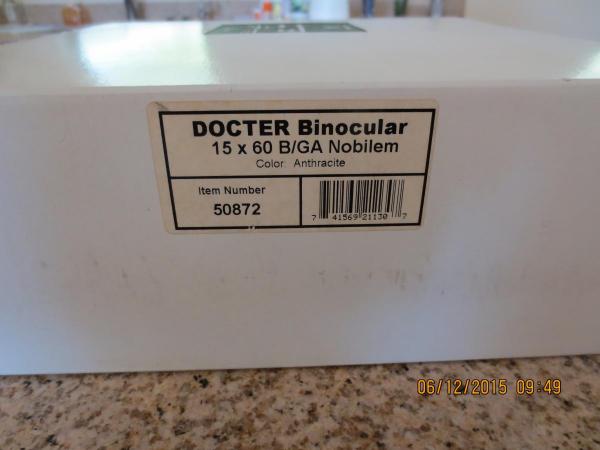 DOCTER Binocular
15 x 60 B/GA Nobilem
Color: Anthracite
Item Number
50872
7 41569 21130 7
06/12/2015 09:49